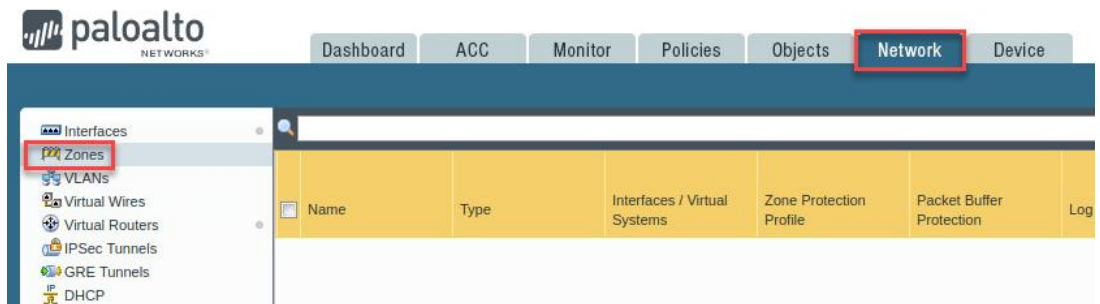 paloalto
NETWORKS®
Dashboard ACC Monitor Policies Objects Network Device
Interfaces
Zones
VLANs
Virtual Wires
Virtual Routers
IPSec Tunnels
GRE Tunnels
DHCP
Name Type Interfaces / Virtual Systems Zone Protection Profile Packet Buffer Protection Log